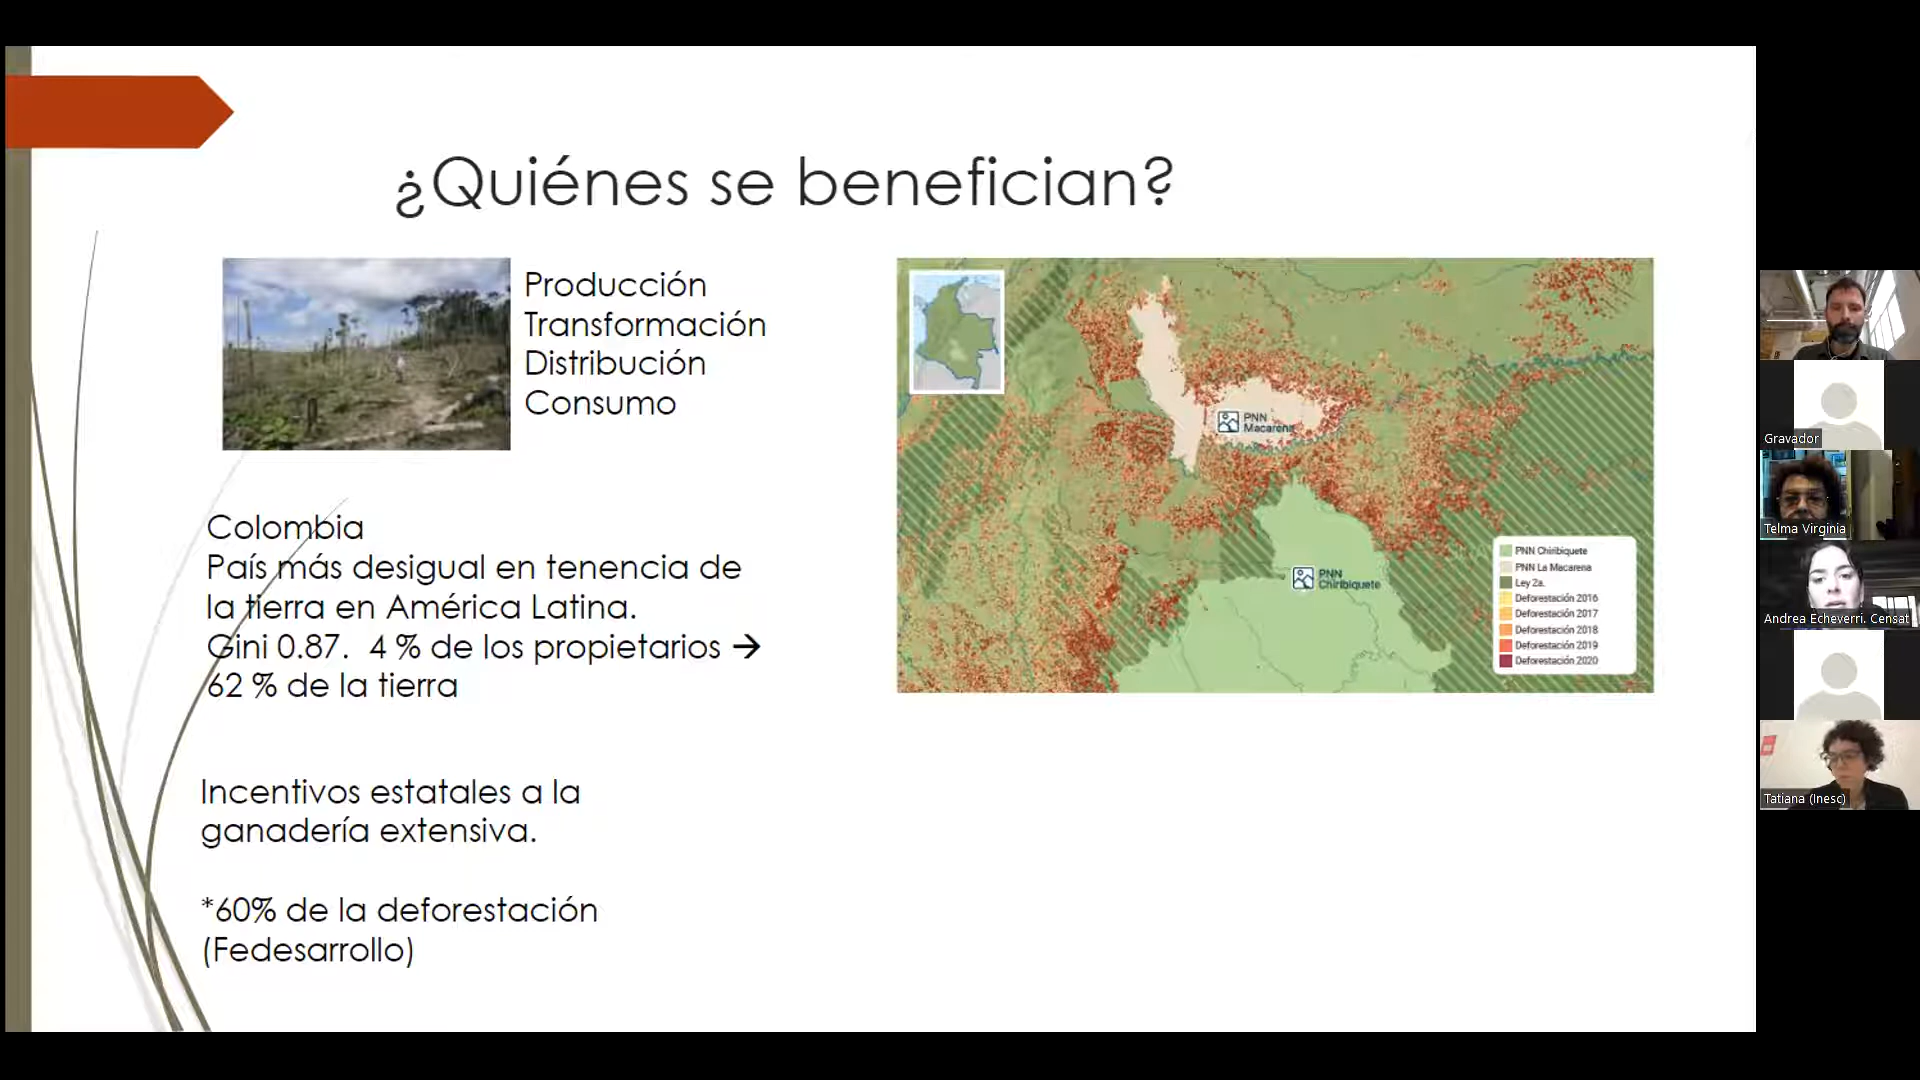 ¿Quiénes se benefician?
Producción
Transformación
Distribución
Consumo
Colombia
País más desigual en tenencia de
la tierra en América Latina.
Gini 0.87.  4 % de los propietarios →
62 % de la tierra
Incentivos estatales a la
ganadería extensiva.
*60% de la deforestación
(Fedesarrollo)
PNN
Macarena
PNN
Chiribiquete
PNN Chiribiquete
PNN La Macarena
Ley 2a.
Deforestación 2016
Deforestación 2017
Deforestación 2018
Deforestación 2019
Deforestación 2020
Gravador
Telma Virginia
Andrea Echeverri. Censat
Tatiana (Inesc)